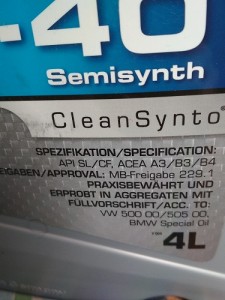 -40
Semisynth
CleanSynto®
SPEZIFIKATION/SPECIFICATION:
API SL/CF, ACEA A3/B3/B4
EIGABEN/APPROVAL: MB-Freigabe 229.1
PRAXISBEWÄHRT UND
ERPROBT IN AGGREGATEN MIT
FÜLLVORSCHRIFT/ACC. TO:
VW 500 00/505 00,
BMW Special Oil
4L